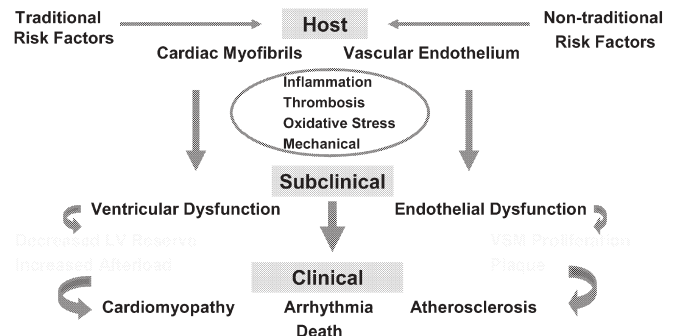 Traditional
Risk Factors
Host
Non-traditional
Risk Factors
Cardiac Myofibrils
Vascular Endothelium
Inflammation
Thrombosis
Oxidative Stress
Mechanical
Subclinical
Ventricular Dysfunction
Endothelial Dysfunction
Decreased LV Reserve
Increased Afterload
VSM Proliferation
Plaque
Clinical
Cardiomyopathy
Arrhythmia
Atherosclerosis
Death